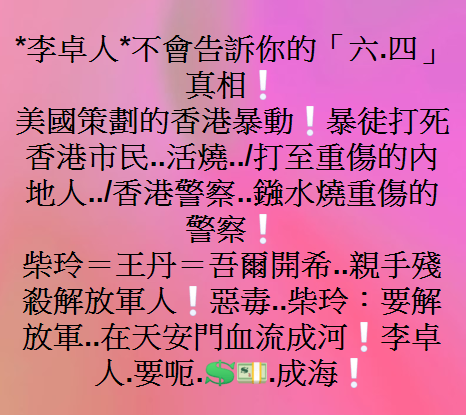 *李卓人*不會告訴你的「六.四」
真相❕
美國策劃的香港暴動❕暴徒打死
香港市民..活燒../打至重傷的內
地人../香港警察..鏹水燒重傷的
警察❕
柴玲＝王丹＝吾爾開希..親手殘
殺解放軍人❕惡毒..柴玲：要解
放軍..在天安門血流成河❕李卓
人.要呃.💲💵.成海❕